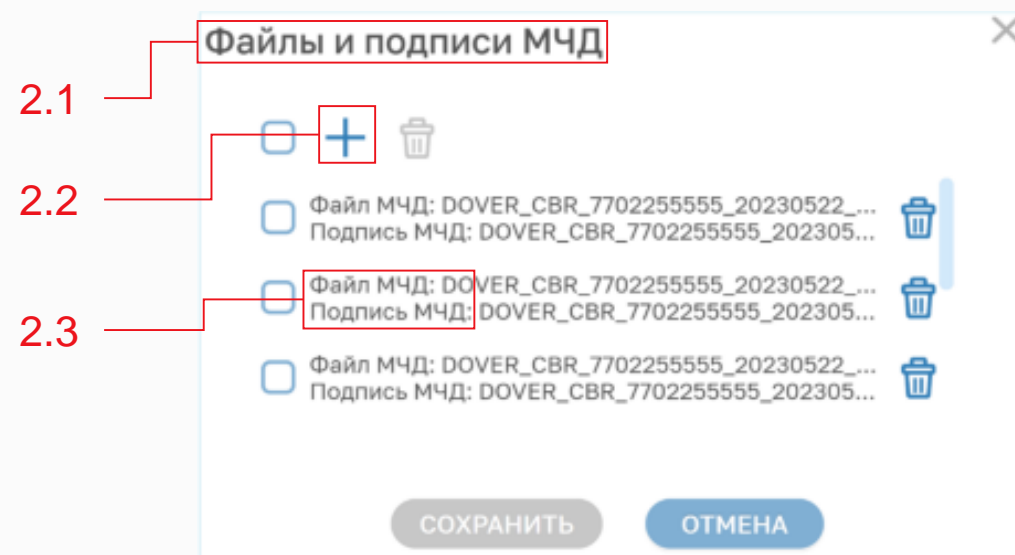 Файлы и подписи МЧД
2.1
2.2
Файл МЧД: DOVER_CBR_7702255555_20230522_...
Подпись МЧД: DOVER_CBR_7702255555_202305...
Файл МЧД: DOVER_CBR_7702255555_20230522_...
Подпись МЧД: DOVER_CBR_7702255555_202305...
2.3
Файл МЧД: DOVER_CBR_7702255555_20230522_...
Подпись МЧД: DOVER_CBR_7702255555_202305...
СОХРАНИТЬ
ОТМЕНА